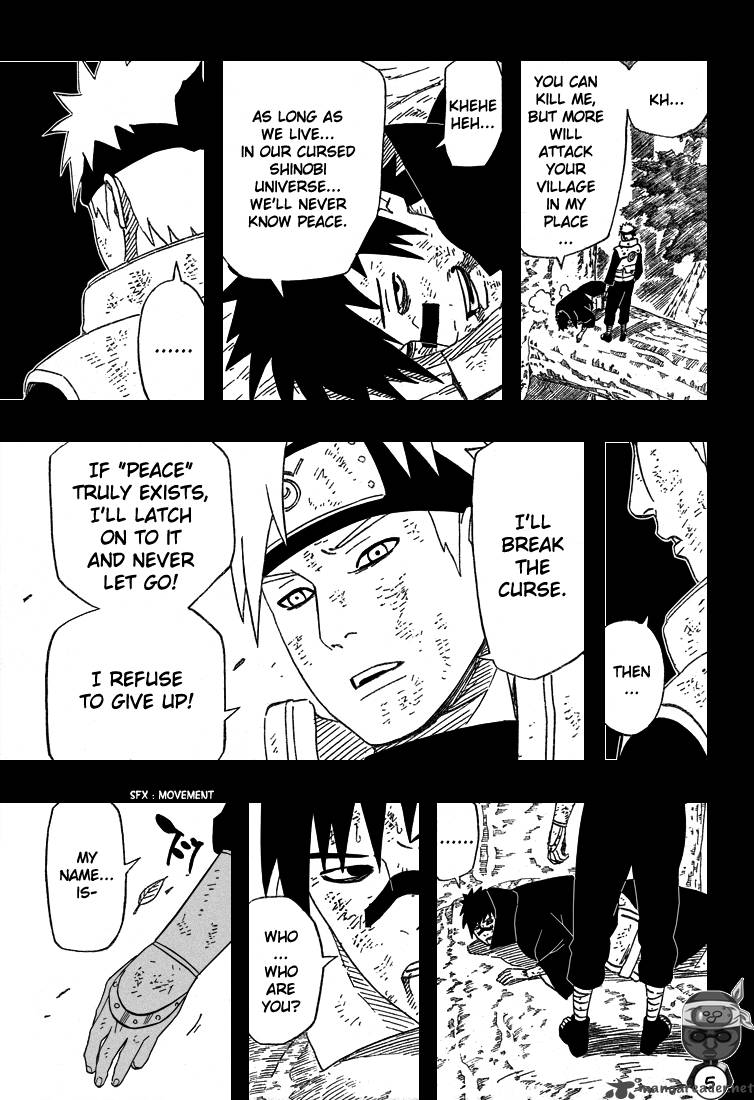 KH...
YOU CAN
KILL ME,
BUT MORE
WILL
ATTACK
YOUR
VILLAGE
IN MY
PLACE
...
KHEHE
HEH...
AS LONG AS
WE LIVE...
IN OUR CURSED
SHINOBI
UNIVERSE...
WE'LL NEVER
KNOW PEACE.
......
THEN
...
I'LL
BREAK
THE
CURSE.
IF "PEACE"
TRULY EXISTS,
I'LL LATCH
ON TO IT
AND NEVER
LET GO!
I REFUSE
TO GIVE UP!
......
WHO
...
WHO
ARE
YOU?
SFX : MOVEMENT
MY
NAME...
IS-
5
mangareader.net